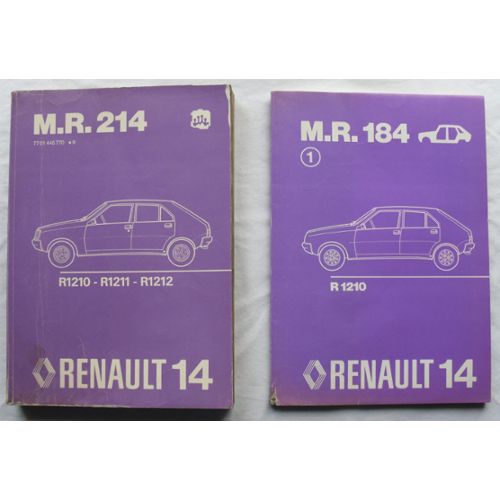 M.R. 214
R1210 - R1211 - R1212
RENAULT 14
M.R. 184
1
R 1210
RENAULT 14